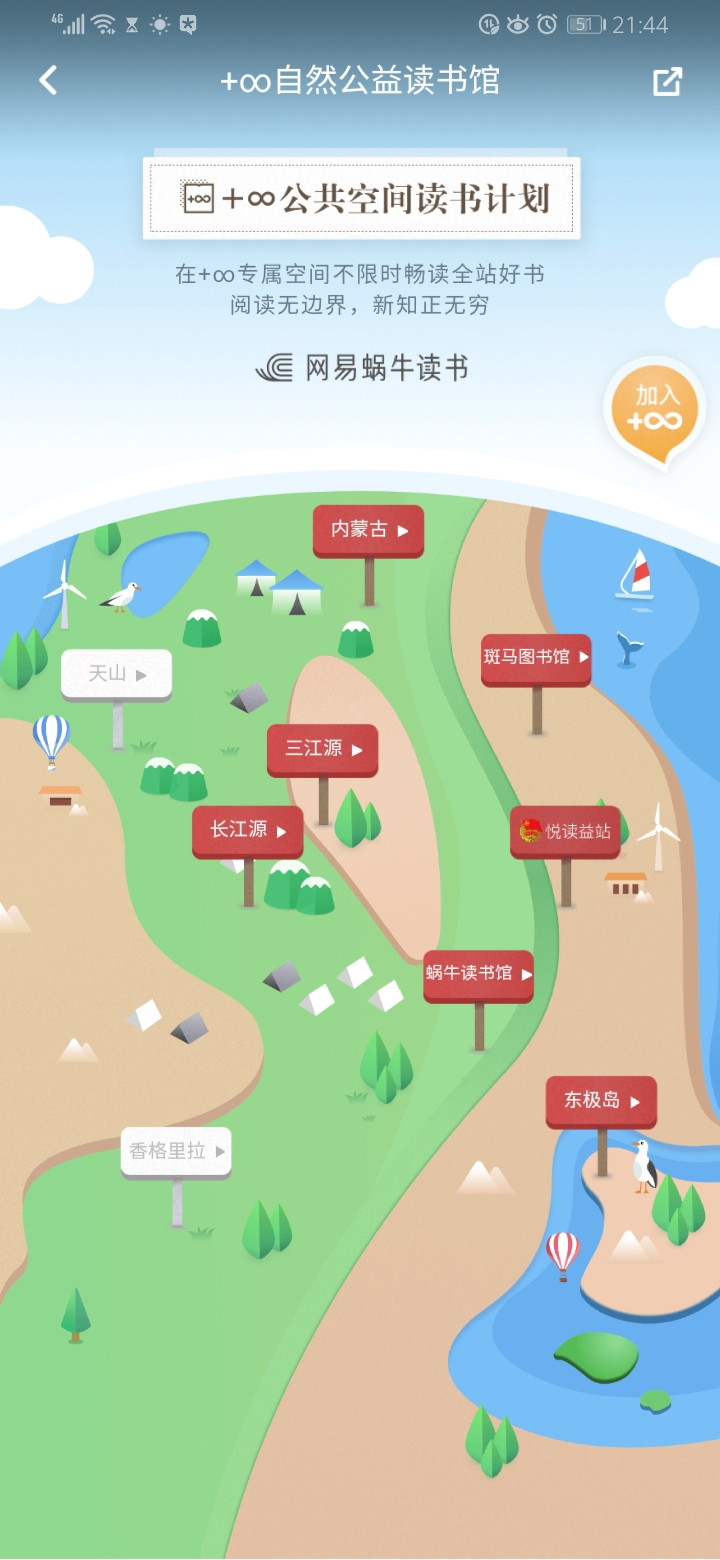 4G
51
21:44
+∞自然公益读书馆
+∞
+∞公共空间读书计划
在+∞专属空间不限时畅读全站好书
阅读无边界，新知正无穷
网易蜗牛读书
加入
+∞
内蒙古
斑马图书馆
天山
三江源
长江源
悦读益站
蜗牛读书馆
东极岛
香格里拉